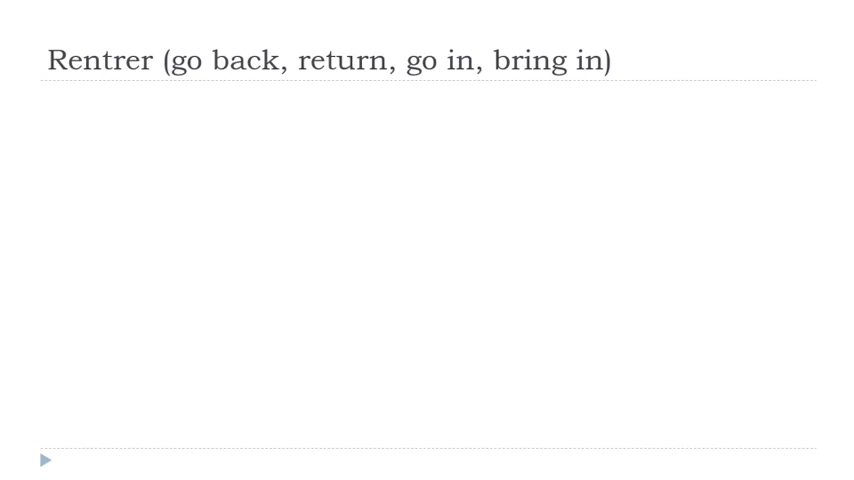 Rentrer (go back, return, go in, bring in)